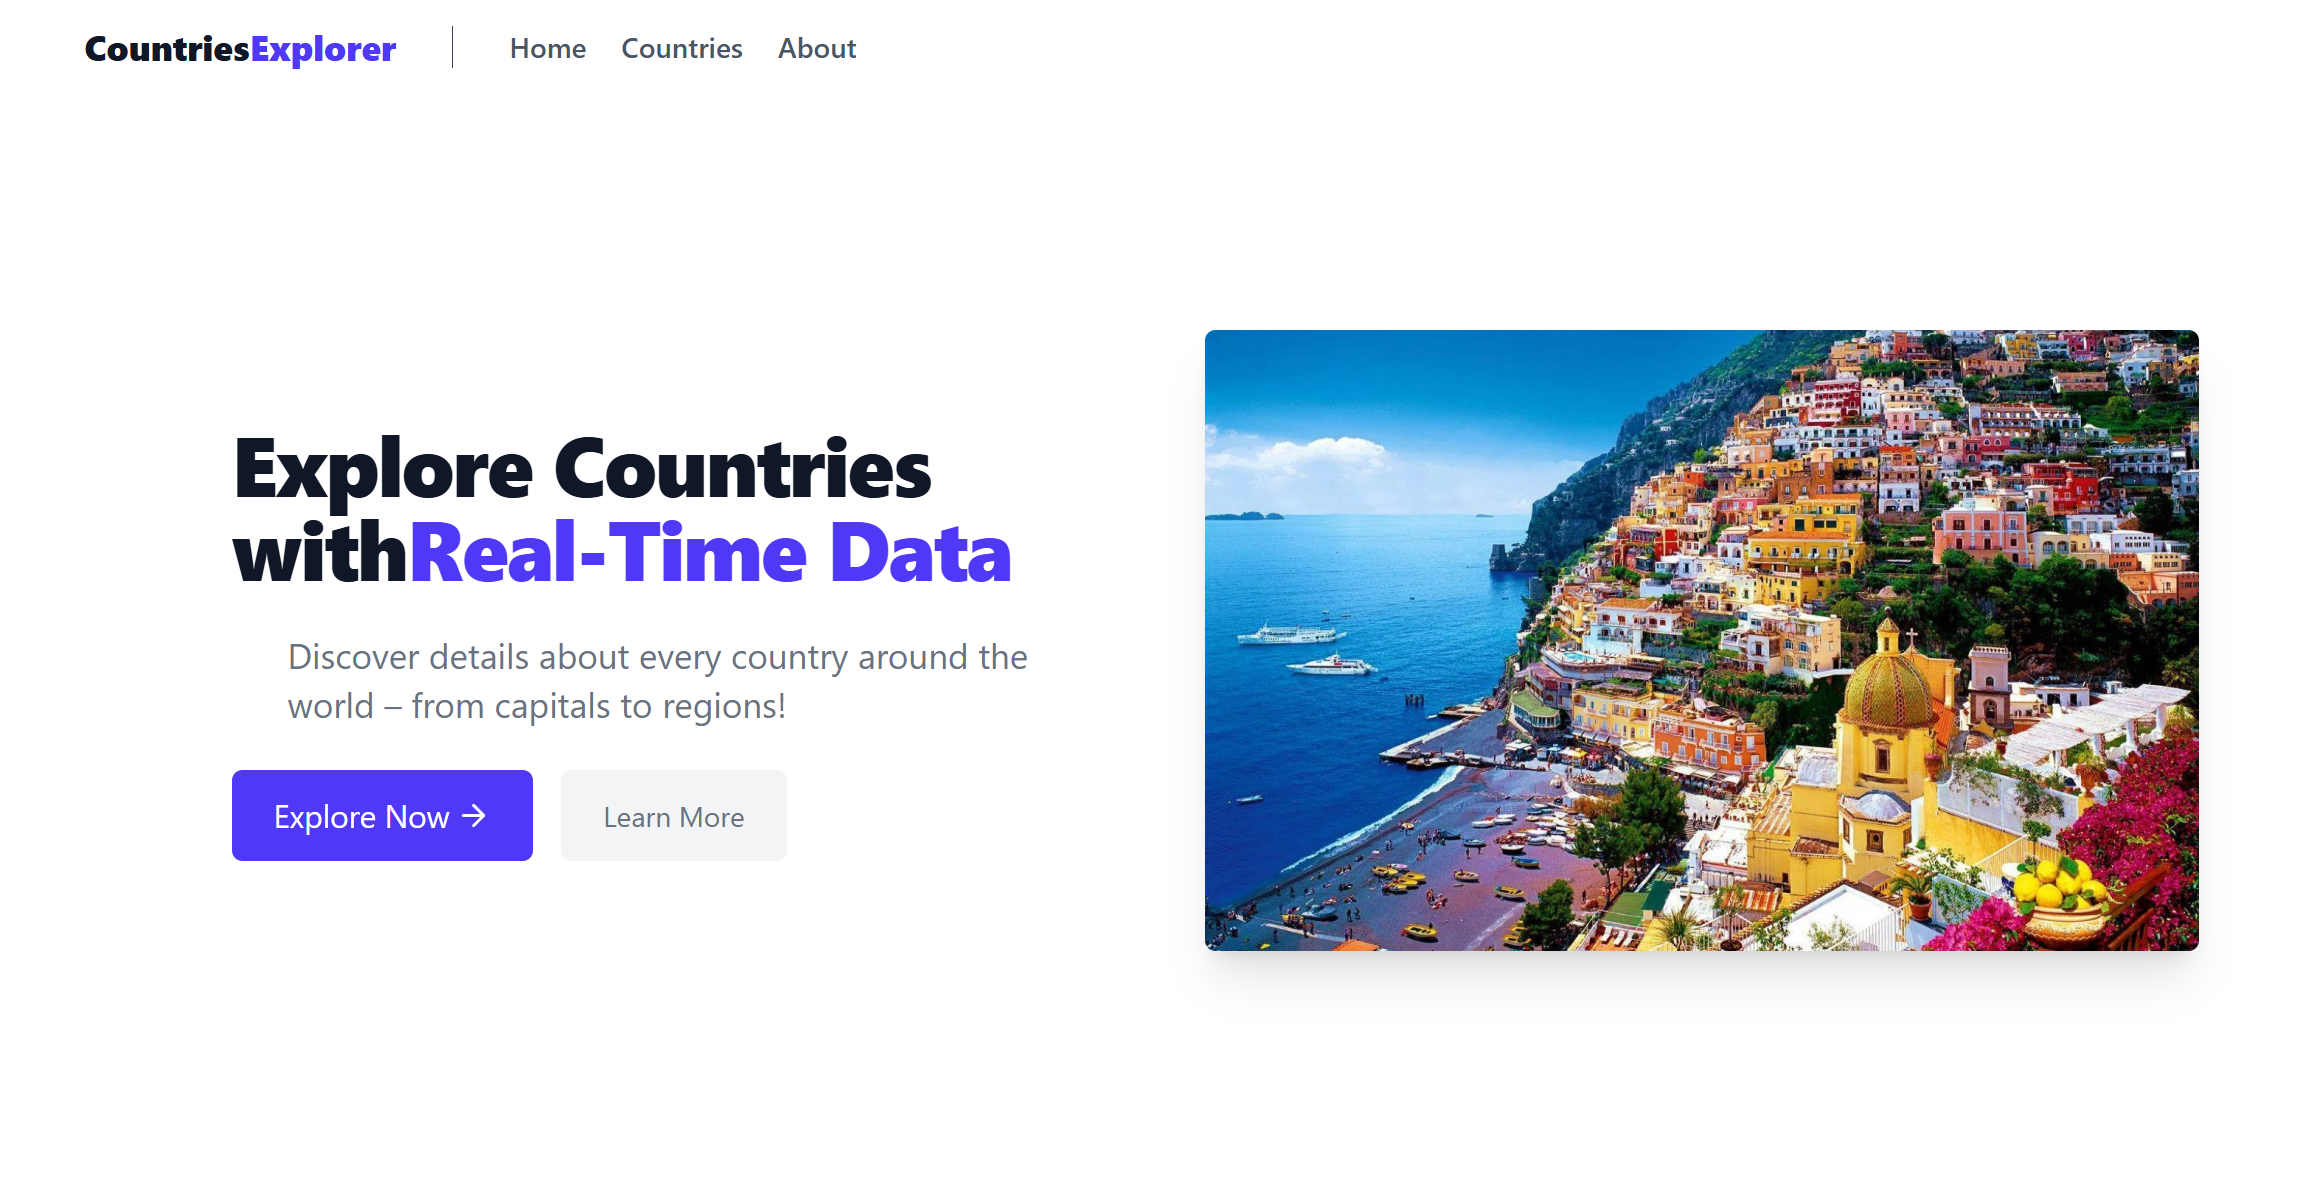 CountriesExplorer
Home Countries About
Explore Countries
withReal-Time Data
Discover details about every country around the
world – from capitals to regions!
Explore Now →
Learn More